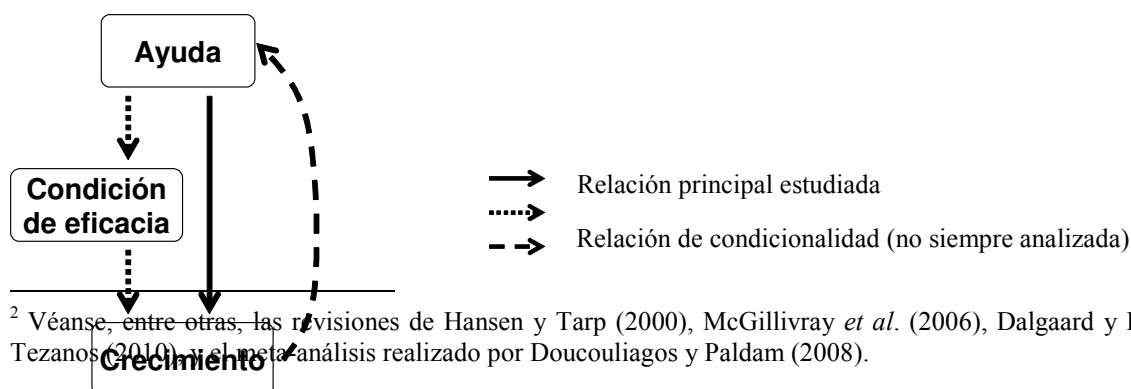 Ayuda
Condición
de eficacia
Relación principal estudiada
Relación de condicionalidad (no siempre analizada)
2 Véanse, entre otras, las revisiones de Hansen y Tarp (2000), McGillivray et al. (2006), Dalgaard y
Tezanos (2010), y el meta-análisis realizado por Doucouliagos y Paldam (2008).
Crecimiento